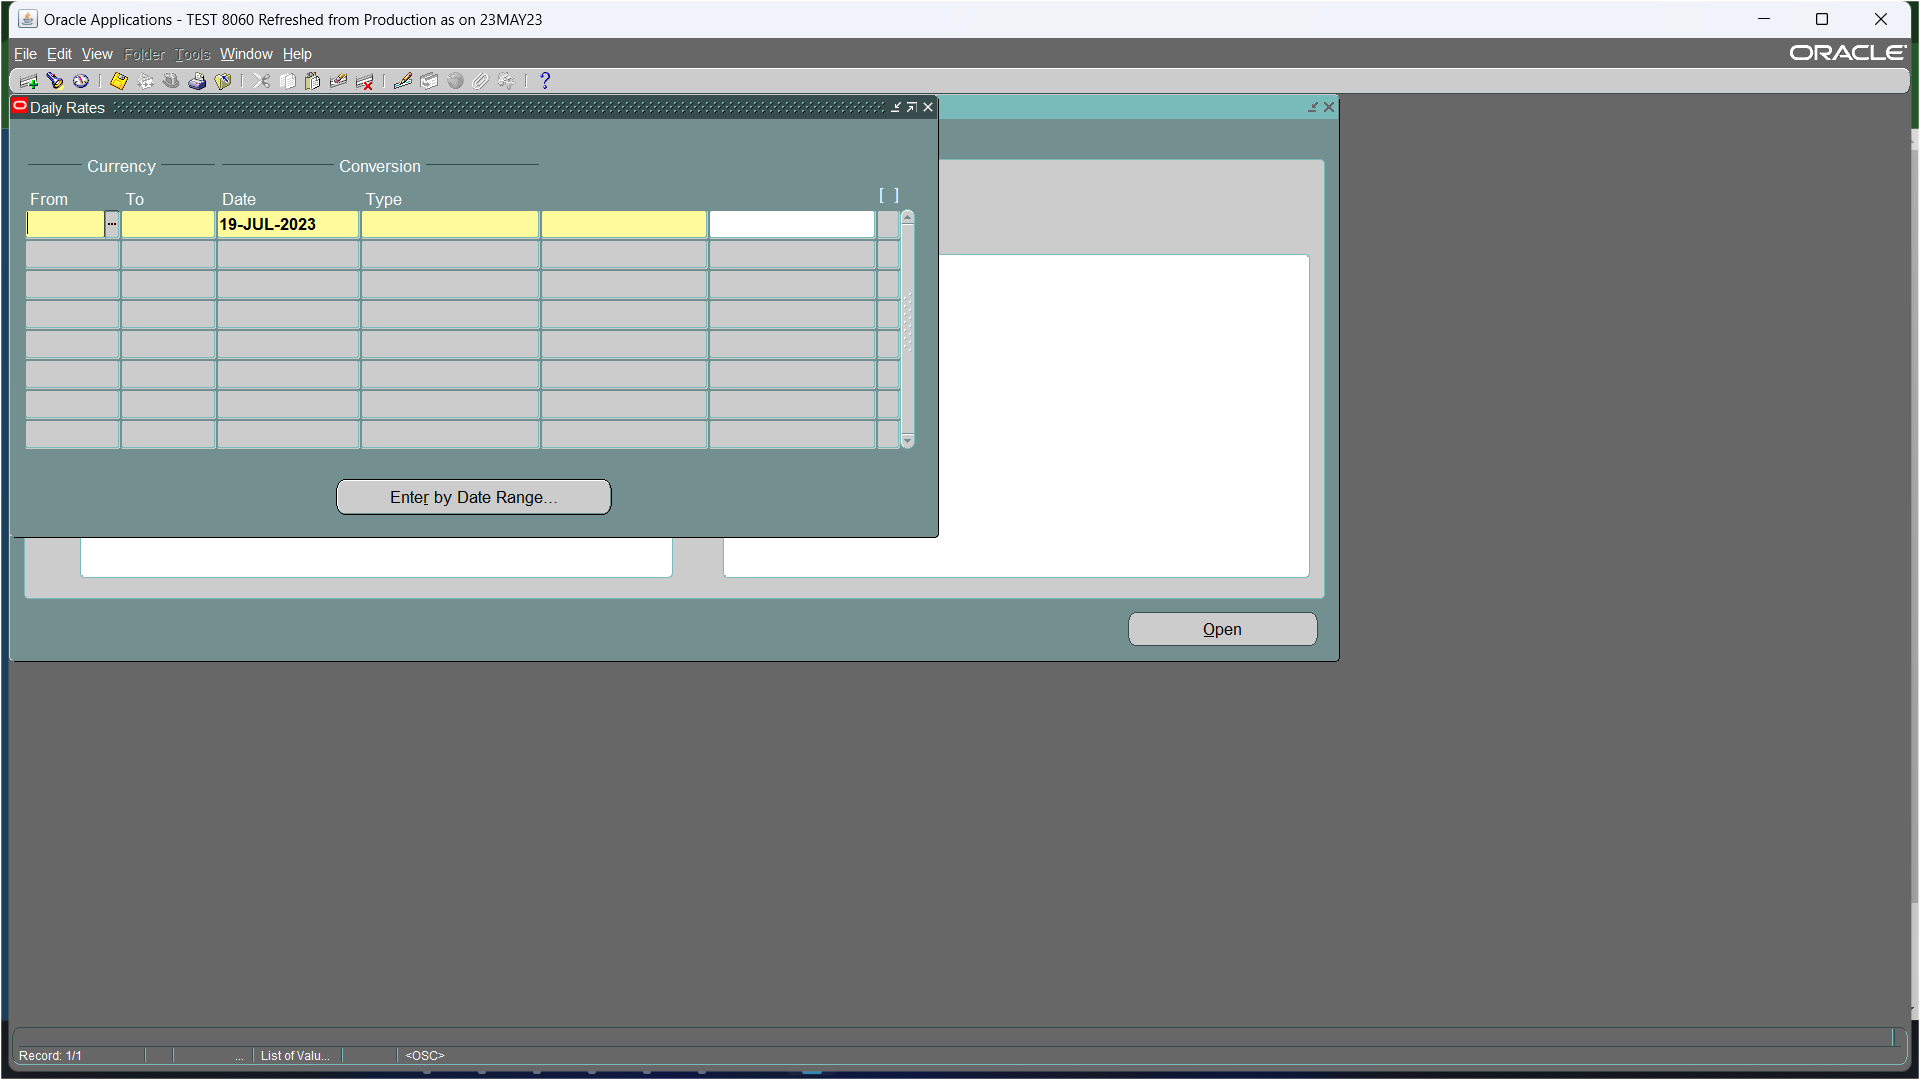 Oracle Applications - TEST 8060 Refreshed from Production as on 23MAY23
File Edit View Folder Tools Window Help
ORACLE
Daily Rates
Currency Conversion
From To Date Type [ ]
... 19-JUL-2023
Enter by Date Range...
Open
Record: 1/1 ... List of Valu... <OSC>